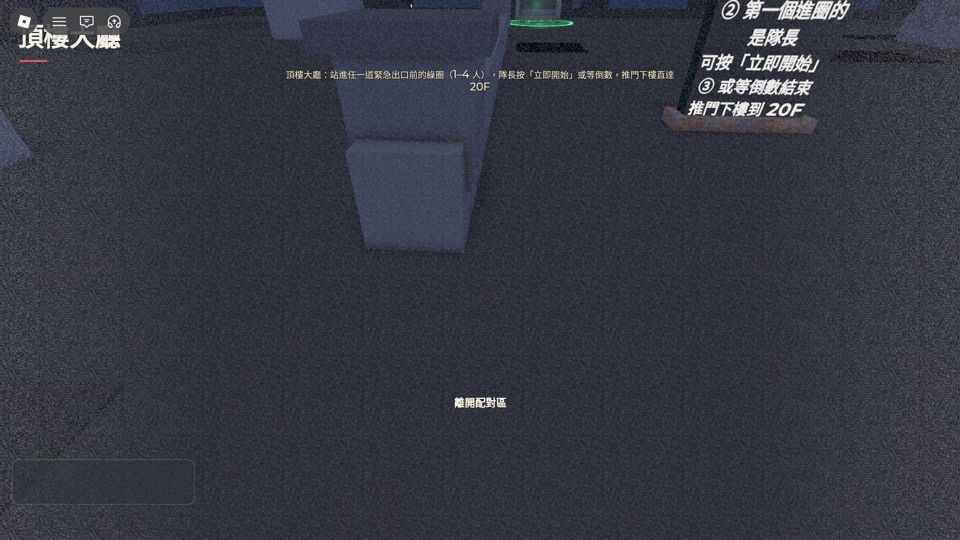 頂樓大廳
頂樓大廳：站進任一道緊急出口前的綠圈（1–4 人），隊長按「立即開始」或等倒數，推門下樓直達
20F
② 第一個進圈的
是隊長
可按「立即開始」
③ 或等倒數結束
推門下樓到 20F
離開配對區